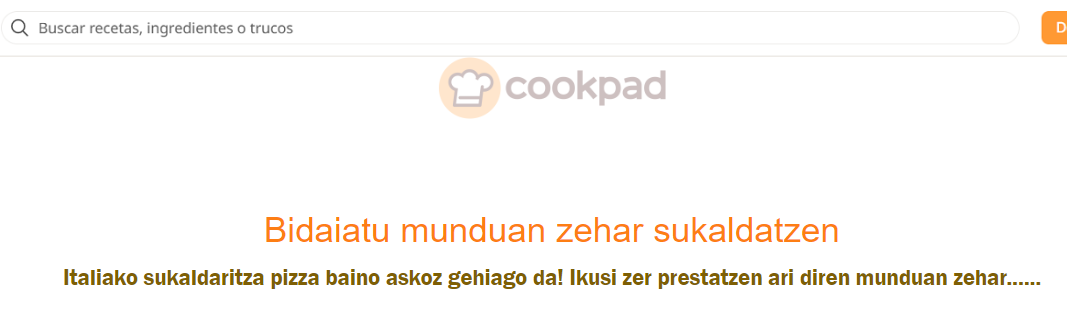 Buscar recetas, ingredientes o trucos
D
cookpad
Bidaiatu munduan zehar sukaldatzen
Italiako sukaldaritza pizza baino askoz gehiago da! Ikusi zer prestatzen ari diren munduan zehar......